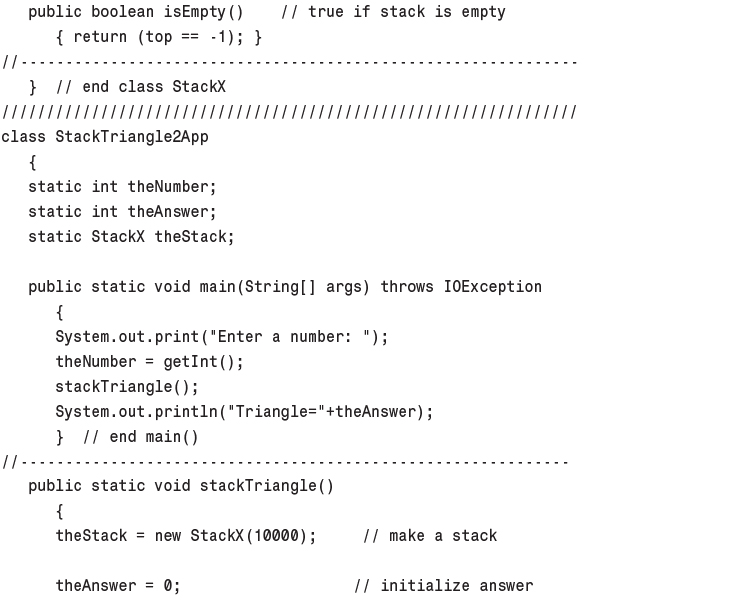 public boolean isEmpty()    // true if stack is empty
{ return (top == -1); }
//--------------------------------------------------------------
}  // end class StackX
////////////////////////////////////////////////////////////////
class StackTriangle2App
{
static int theNumber;
static int theAnswer;
static StackX theStack;
public static void main(String[] args) throws IOException
{
System.out.print("Enter a number: ");
theNumber = getInt();
stackTriangle();
System.out.println("Triangle="+theAnswer);
}  // end main()
//-------------------------------------------------------------
public static void stackTriangle()
{
theStack = new StackX(10000);     // make a stack
theAnswer = 0;                   // initialize answer